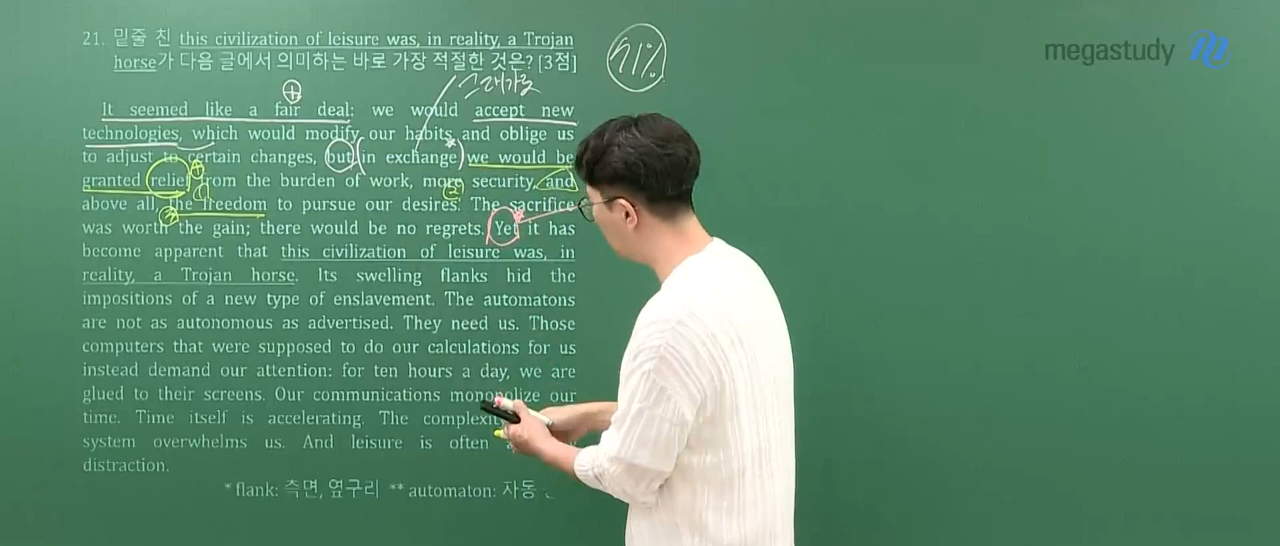 21. 밑줄 친 this civilization of leisure was, in reality, a Trojan
horse가 다음 글에서 의미하는 바로 가장 적절한 것은? [3점]
71%
megastudy
그 대가로
It seemed like a fair deal: we would accept new
technologies, which would modify our habits and oblige us
to adjust to certain changes, but in exchange we would be
granted relief from the burden of work, more security, and
above all, the freedom to pursue our desires. The sacrifice
was worth the gain; there would be no regrets. Yet it has
become apparent that this civilization of leisure was, in
reality, a Trojan horse. Its swelling flanks hid the
impositions of a new type of enslavement. The automatons
are not as autonomous as advertised. They need us. Those
computers that were supposed to do our calculations for us
instead demand our attention: for ten hours a day, we are
glued to their screens. Our communications monopolize our
time. Time itself is accelerating. The complexity
system overwhelms us. And leisure is often
distraction.
* flank: 측면, 옆구리 ** automaton: 자동